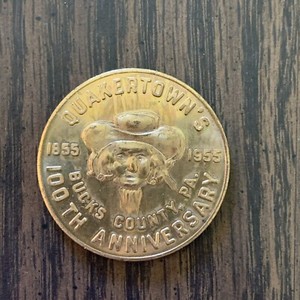 QUAKERTOWN'S
1855 1955
BUCKS COUNTY, PA.
100TH ANNIVERSARY